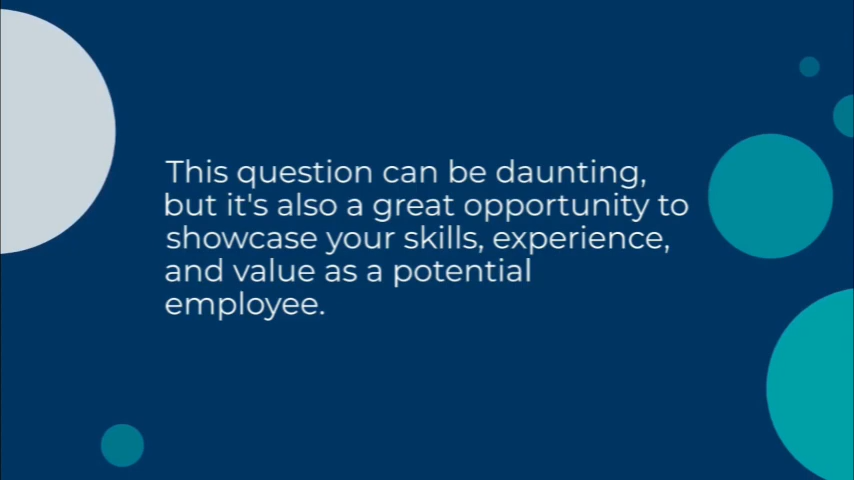 This question can be daunting,
but it's also a great opportunity to
showcase your skills, experience,
and value as a potential
employee.